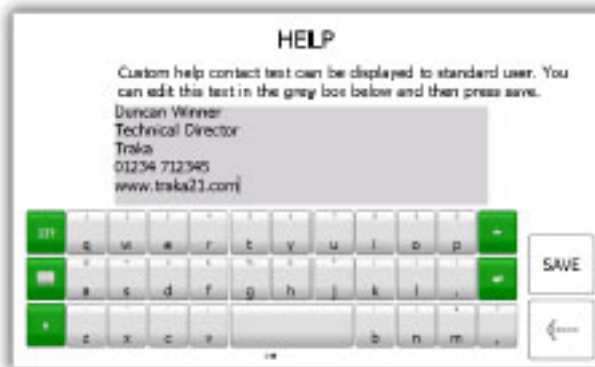 HELP
Custom help contact text can be displayed to standard user. You
can edit this text in the grey box below and then press save.
Duncan Winner
Technical Director
Traka
01234 712345
www.traka21.com
q w e r t y u i o p
a s d f g h j k l .
SAVE
z x c v b n m ,